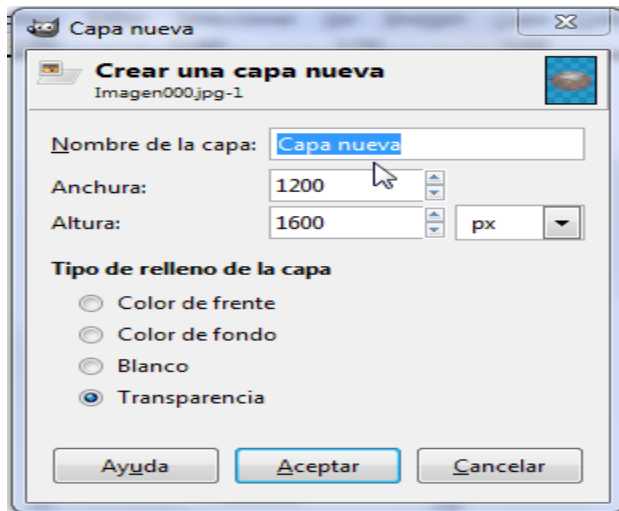 Capa nueva
Crear una capa nueva
Imagen000.jpg-1
Nombre de la capa: Capa nueva
Anchura: 1200
Altura: 1600 px
Tipo de relleno de la capa
Color de frente
Color de fondo
Blanco
Transparencia
Ayuda Aceptar Cancelar